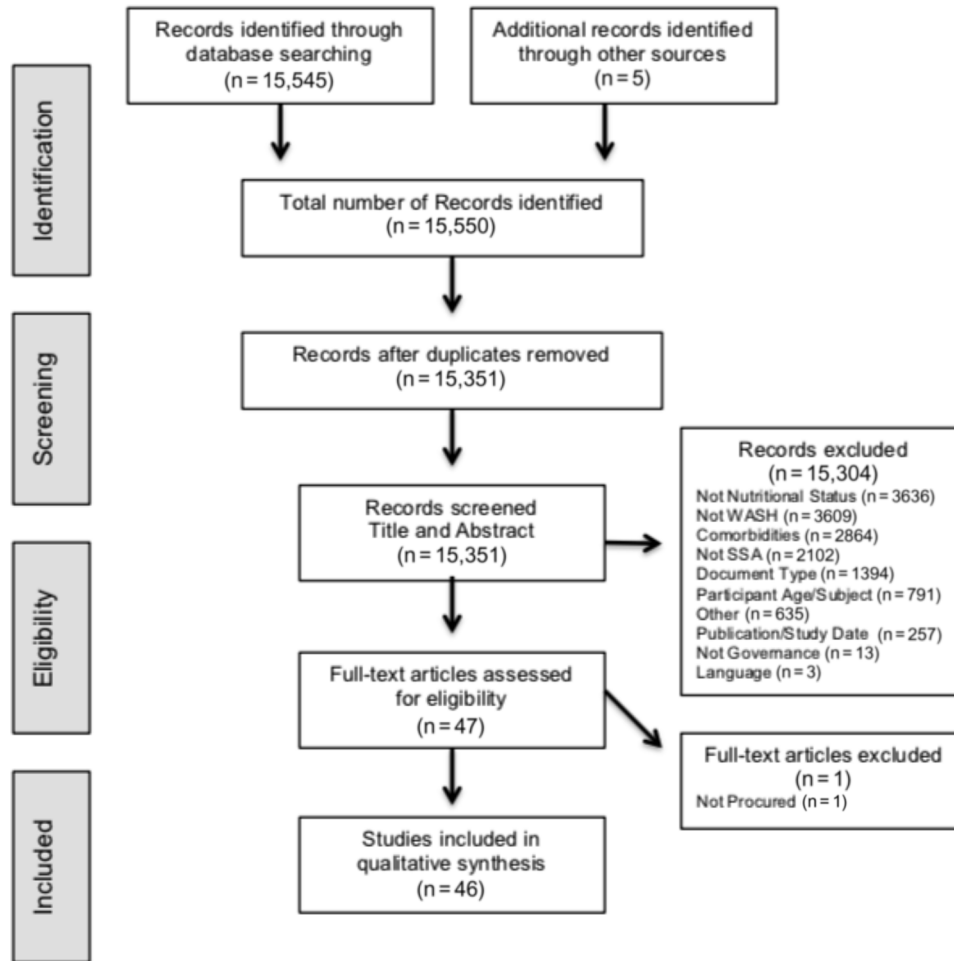 Records identified through
database searching
(n = 15,545)
Additional records identified
through other sources
(n = 5)
Identification
Total number of Records identified
(n = 15,550)
Screening
Records after duplicates removed
(n = 15,351)
Records screened
Title and Abstract
(n = 15,351)
Records excluded
(n = 15,304)
Not Nutritional Status (n = 3636)
Not WASH (n = 3609)
Comorbidities (n = 2864)
Not SSA (n = 2102)
Document Type (n = 1394)
Participant Age/Subject (n = 791)
Other (n = 635)
Publication/Study Date (n = 257)
Not Governance (n = 13)
Language (n = 3)
Eligibility
Full-text articles assessed
for eligibility
(n = 47)
Full-text articles excluded
(n = 1)
Not Procured (n = 1)
Included
Studies included in
qualitative synthesis
(n = 46)